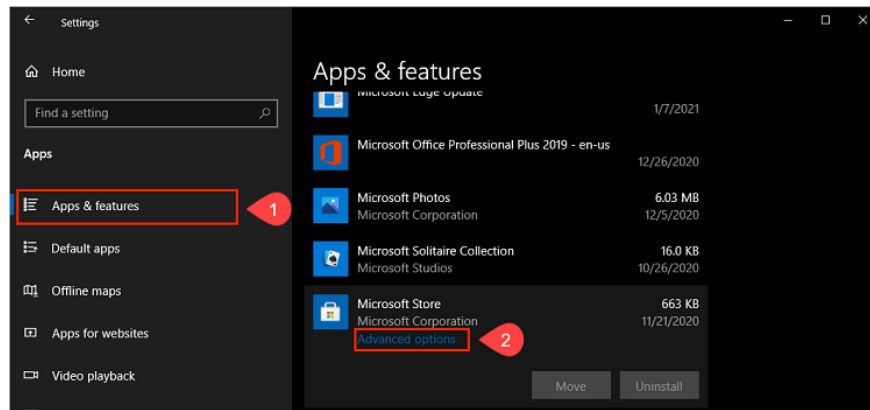 Settings
Home
Find a setting
Apps
Apps & features
1
Default apps
Offline maps
Apps for websites
Video playback
Apps & features
Microsoft Edge Update
1/7/2021
Microsoft Office Professional Plus 2019 - en-us
12/26/2020
Microsoft Photos
6.03 MB
Microsoft Corporation
12/5/2020
Microsoft Solitaire Collection
16.0 KB
Microsoft Studios
10/26/2020
Microsoft Store
663 KB
Microsoft Corporation
11/21/2020
Advanced options
2
Move
Uninstall